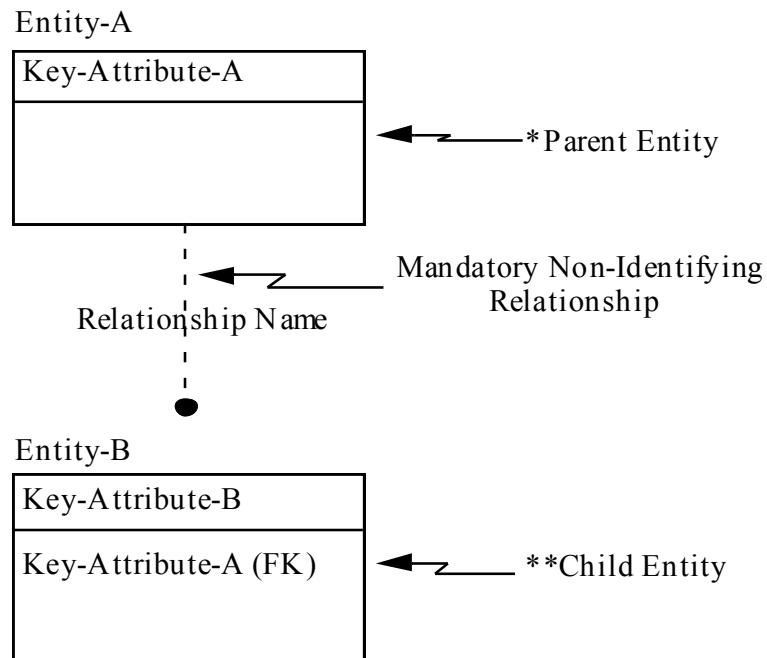 Entity-A
Key-Attribute-A
*Parent Entity
Mandatory Non-Identifying
Relationship
Relationship Name
Entity-B
Key-Attribute-B
Key-Attribute-A (FK)
**Child Entity